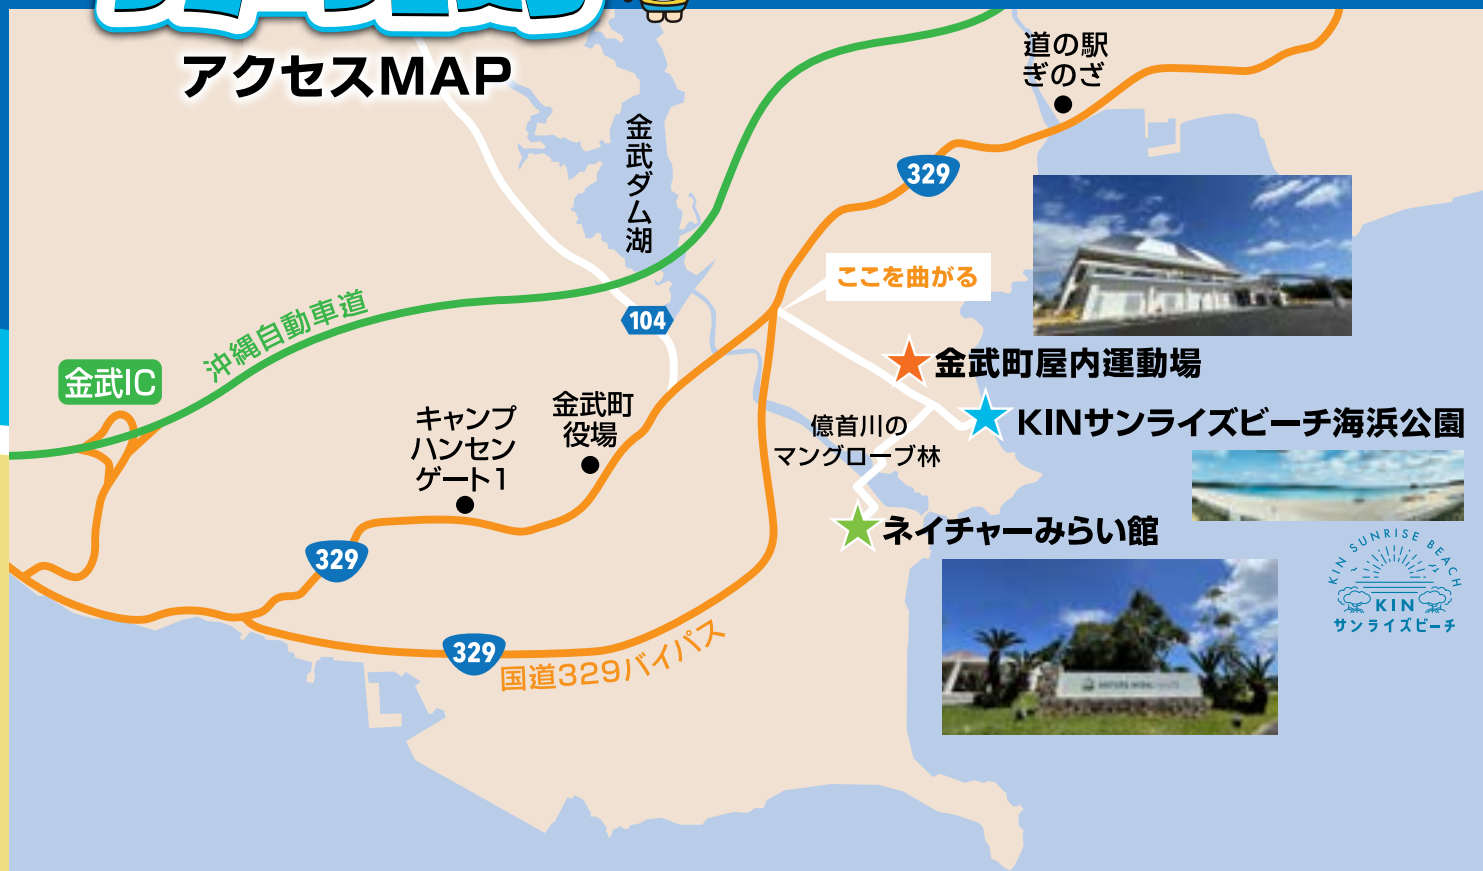 アクセスMAP
道の駅
ぎのざ
金武ダム湖
329
ここを曲がる
沖縄自動車道
104
金武IC
金武町屋内運動場
キャンプ
ハンセン
ゲート1
金武町
役場
億首川の
マングローブ林
KINサンライズビーチ海浜公園
ネイチャーみらい館
329
KIN SUNRISE BEACH
KIN
サンライズビーチ
329
国道329バイパス